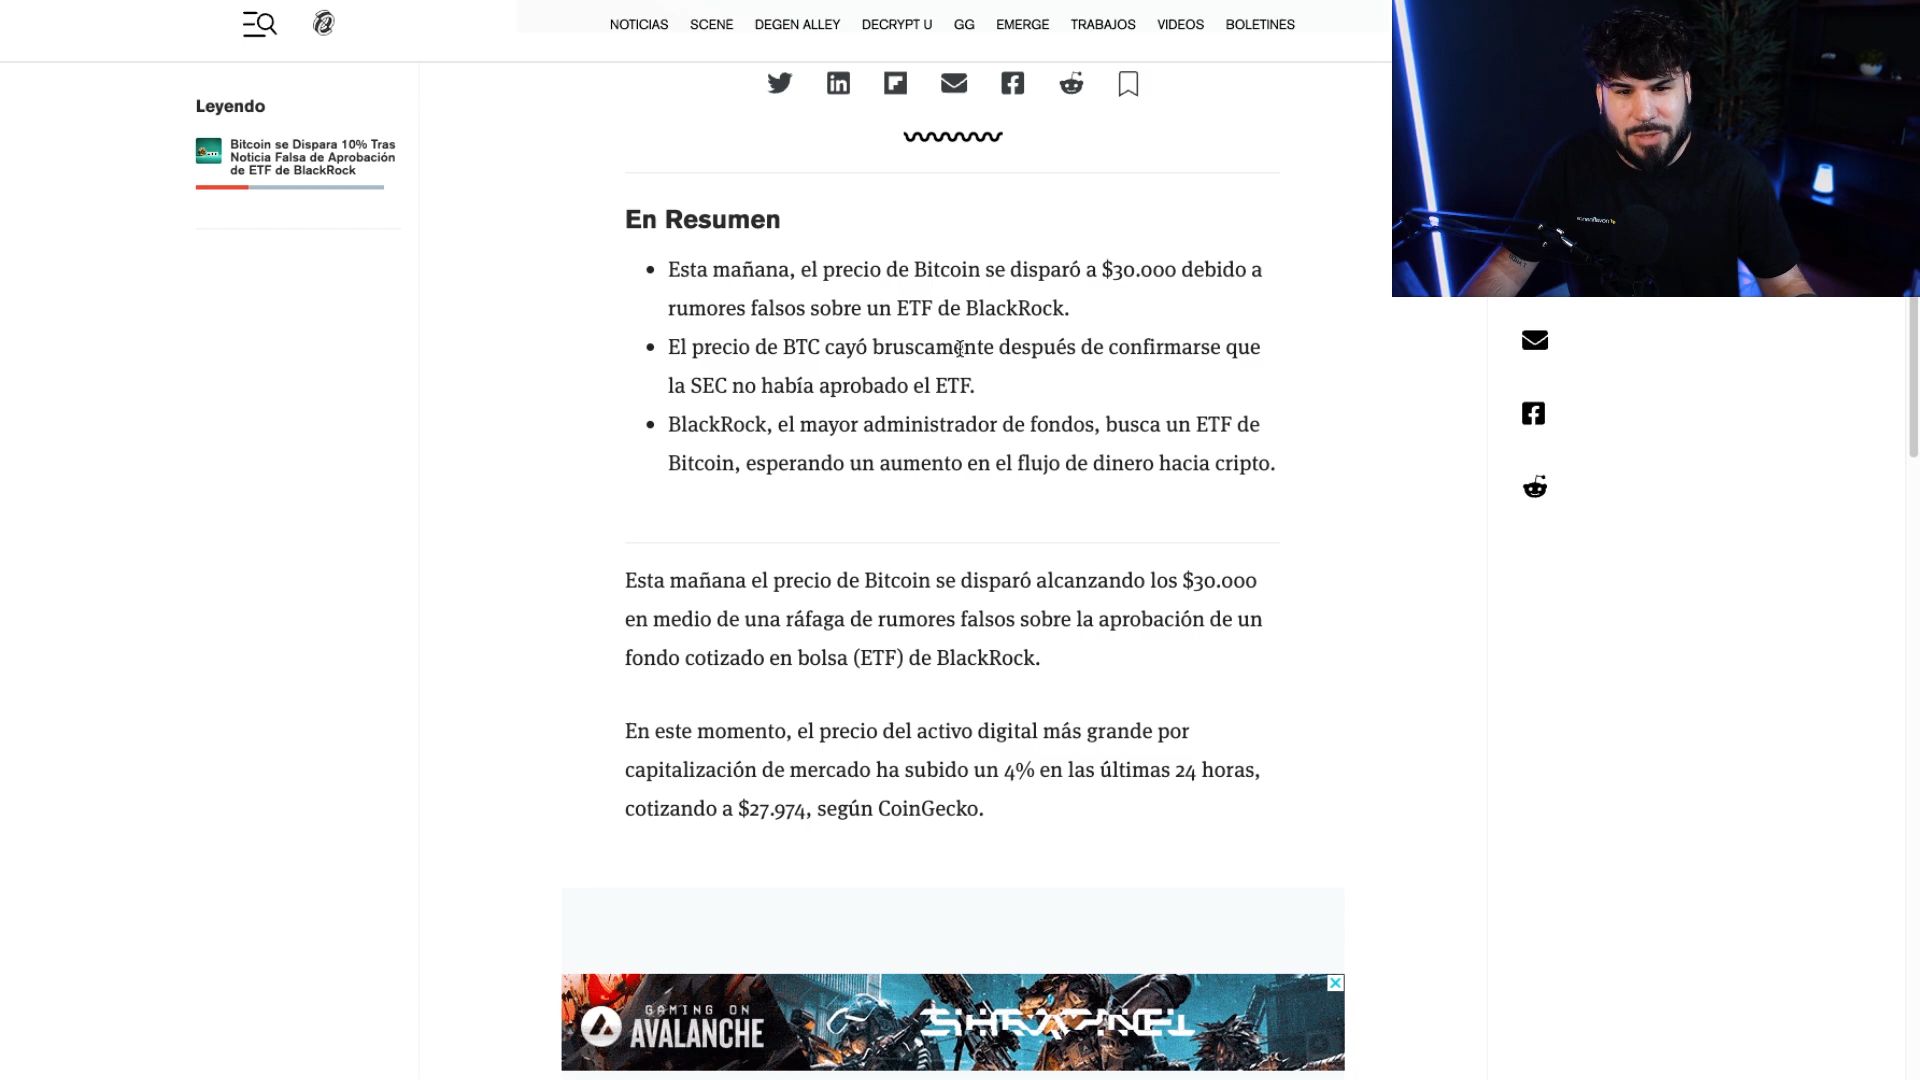 NOTICIAS SCENE DEGEN ALLEY DECRYPT U GG EMERGE TRABAJOS VIDEOS BOLETINES
Leyendo
Bitcoin se Dispara 10% Tras
Noticia Falsa de Aprobación
de ETF de BlackRock
En Resumen
Esta mañana, el precio de Bitcoin se disparó a $30.000 debido a
rumores falsos sobre un ETF de BlackRock.
El precio de BTC cayó bruscamente después de confirmarse que
la SEC no había aprobado el ETF.
BlackRock, el mayor administrador de fondos, busca un ETF de
Bitcoin, esperando un aumento en el flujo de dinero hacia cripto.
Esta mañana el precio de Bitcoin se disparó alcanzando los $30.000
en medio de una ráfaga de rumores falsos sobre la aprobación de un
fondo cotizado en bolsa (ETF) de BlackRock.
En este momento, el precio del activo digital más grande por
capitalización de mercado ha subido un 4% en las últimas 24 horas,
cotizando a $27.974, según CoinGecko.
GAMING ON
AVALANCHE
SHRAPNEL